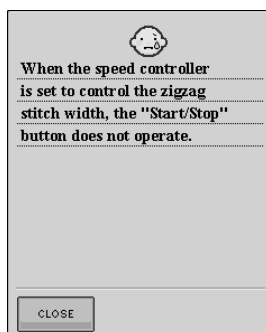 When the speed controller
is set to control the zigzag
stitch width, the "Start/Stop"
button does not operate.
CLOSE